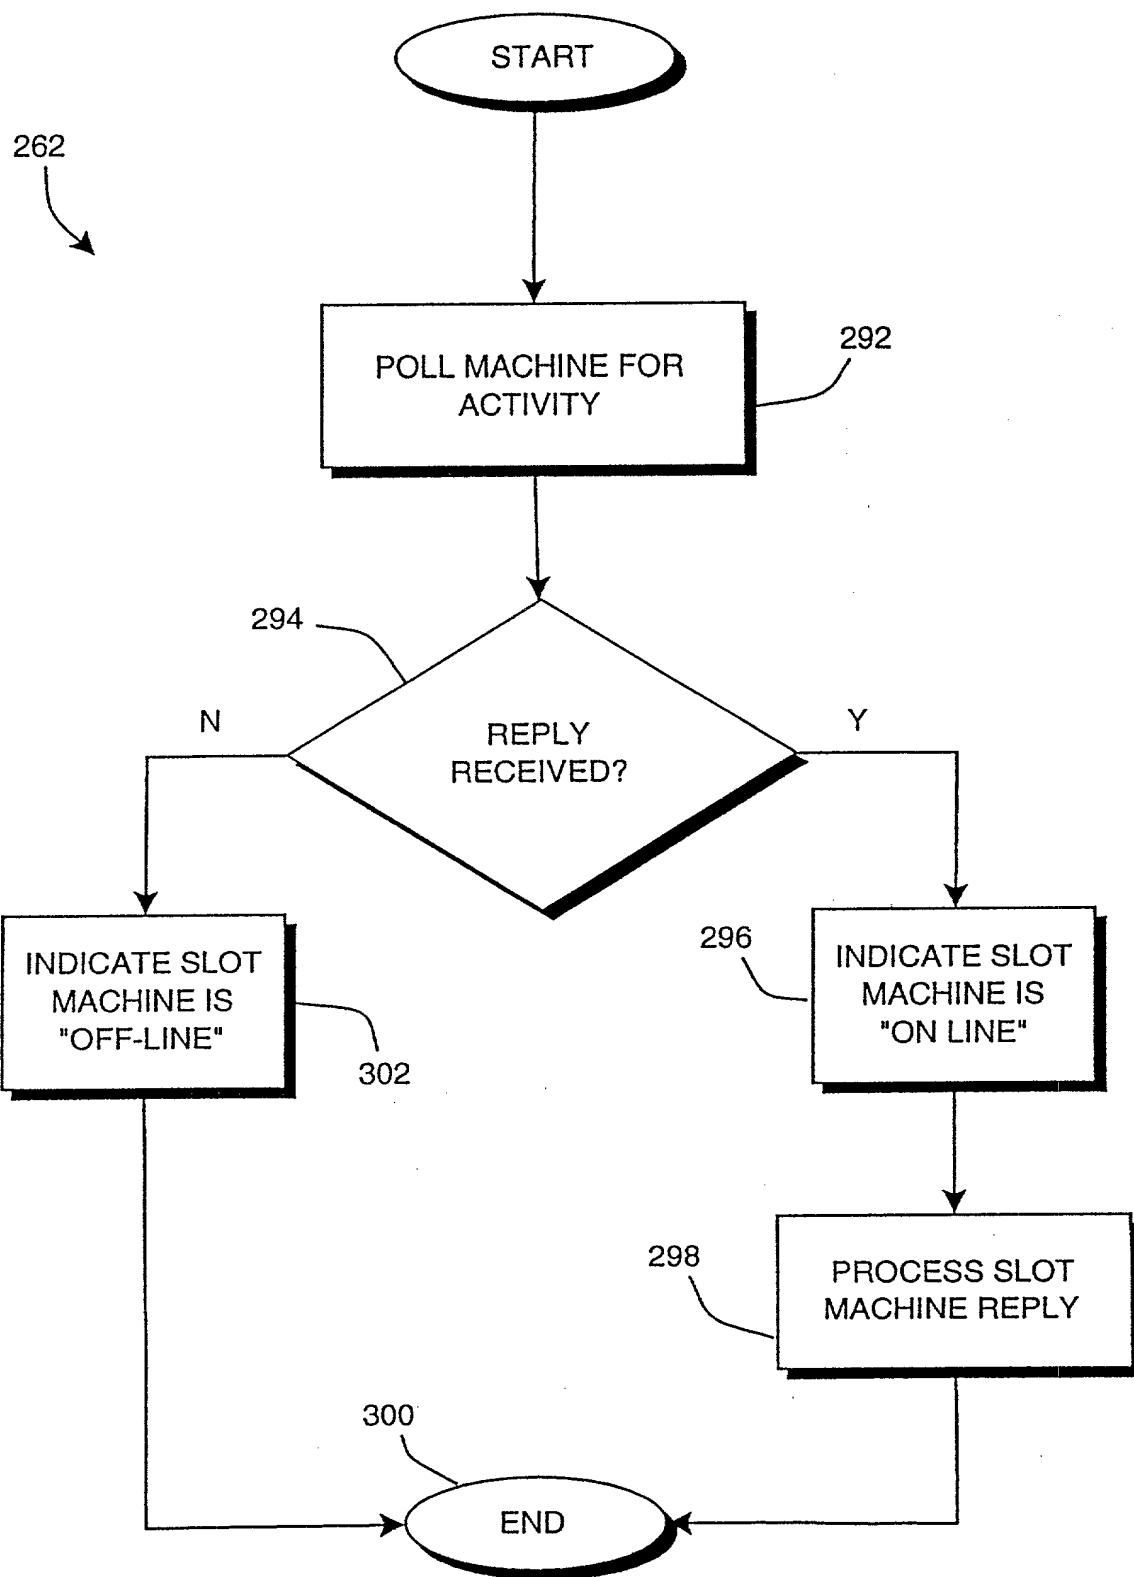 START
262
POLL MACHINE FOR
ACTIVITY
292
294
N
REPLY
RECEIVED?
Y
INDICATE SLOT
MACHINE IS
"OFF-LINE"
302
296
INDICATE SLOT
MACHINE IS
"ON LINE"
298
PROCESS SLOT
MACHINE REPLY
300
END